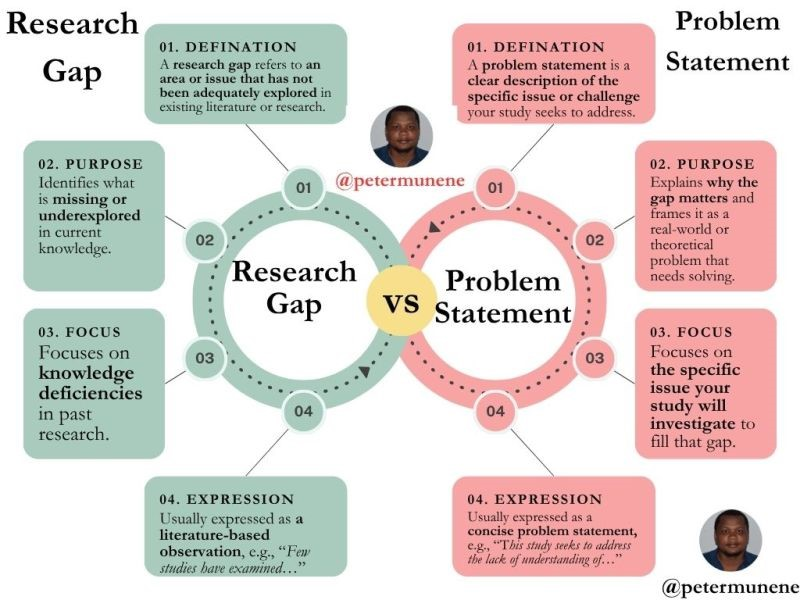 Research
Gap
01. DEFINATION
A research gap refers to an
area or issue that has not
been adequately explored in
existing literature or research.
02. PURPOSE
Identifies what
is missing or
underexplored
in current
knowledge.
03. FOCUS
Focuses on
knowledge
deficiencies
in past
research.
04. EXPRESSION
Usually expressed as a
literature-based
observation, e.g., “Few
studies have examined…”
01
02
03
04
Research
Gap
vs
@petermunene
Problem
Statement
01
02
03
04
Problem
Statement
01. DEFINATION
A problem statement is a
clear description of the
specific issue or challenge
your study seeks to address.
02. PURPOSE
Explains why the
gap matters and
frames it as a
real-world or
theoretical
problem that
needs solving.
03. FOCUS
Focuses on
the specific
issue your
study will
investigate to
fill that gap.
04. EXPRESSION
Usually expressed as a
concise problem statement,
e.g., “This study seeks to address
the lack of understanding of…”
@petermunene